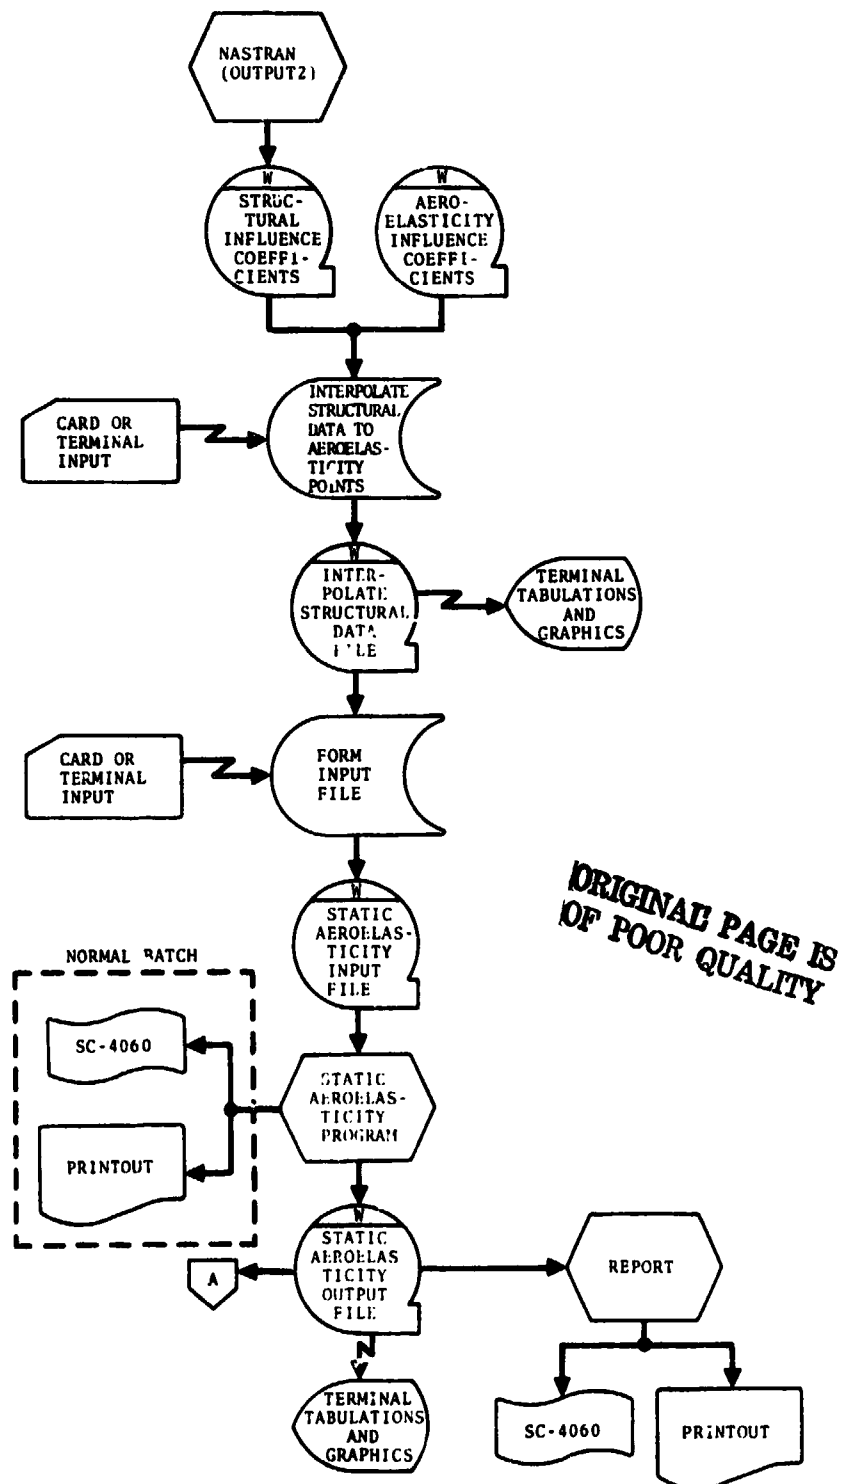 NASTRAN
(OUTPUT2)
W
STRUC-
TURAL
INFLUENCE
COEFFI-
CIENTS
W
AERO-
ELASTICITY
INFLUENCE
COEFFI-
CIENTS
CARD OR
TERMINAL
INPUT
INTERPOLATE
STRUCTURAL
DATA TO
AEROELAS-
TICITY
POINTS
W
INTER-
POLATE
STRUCTURAL
DATA
FILE
TERMINAL
TABULATIONS
AND
GRAPHICS
CARD OR
TERMINAL
INPUT
FORM
INPUT
FILE
W
STATIC
AEROELAS-
TICITY
INPUT
FILE
ORIGINAL PAGE IS
OF POOR QUALITY
NORMAL BATCH
SC-4060
PRINTOUT
STATIC
AEROELAS-
TICITY
PROGRAM
W
STATIC
AEROELAS
TICITY
OUTPUT
FILE
A
REPORT
TERMINAL
TABULATIONS
AND
GRAPHICS
SC-4060
PRINTOUT